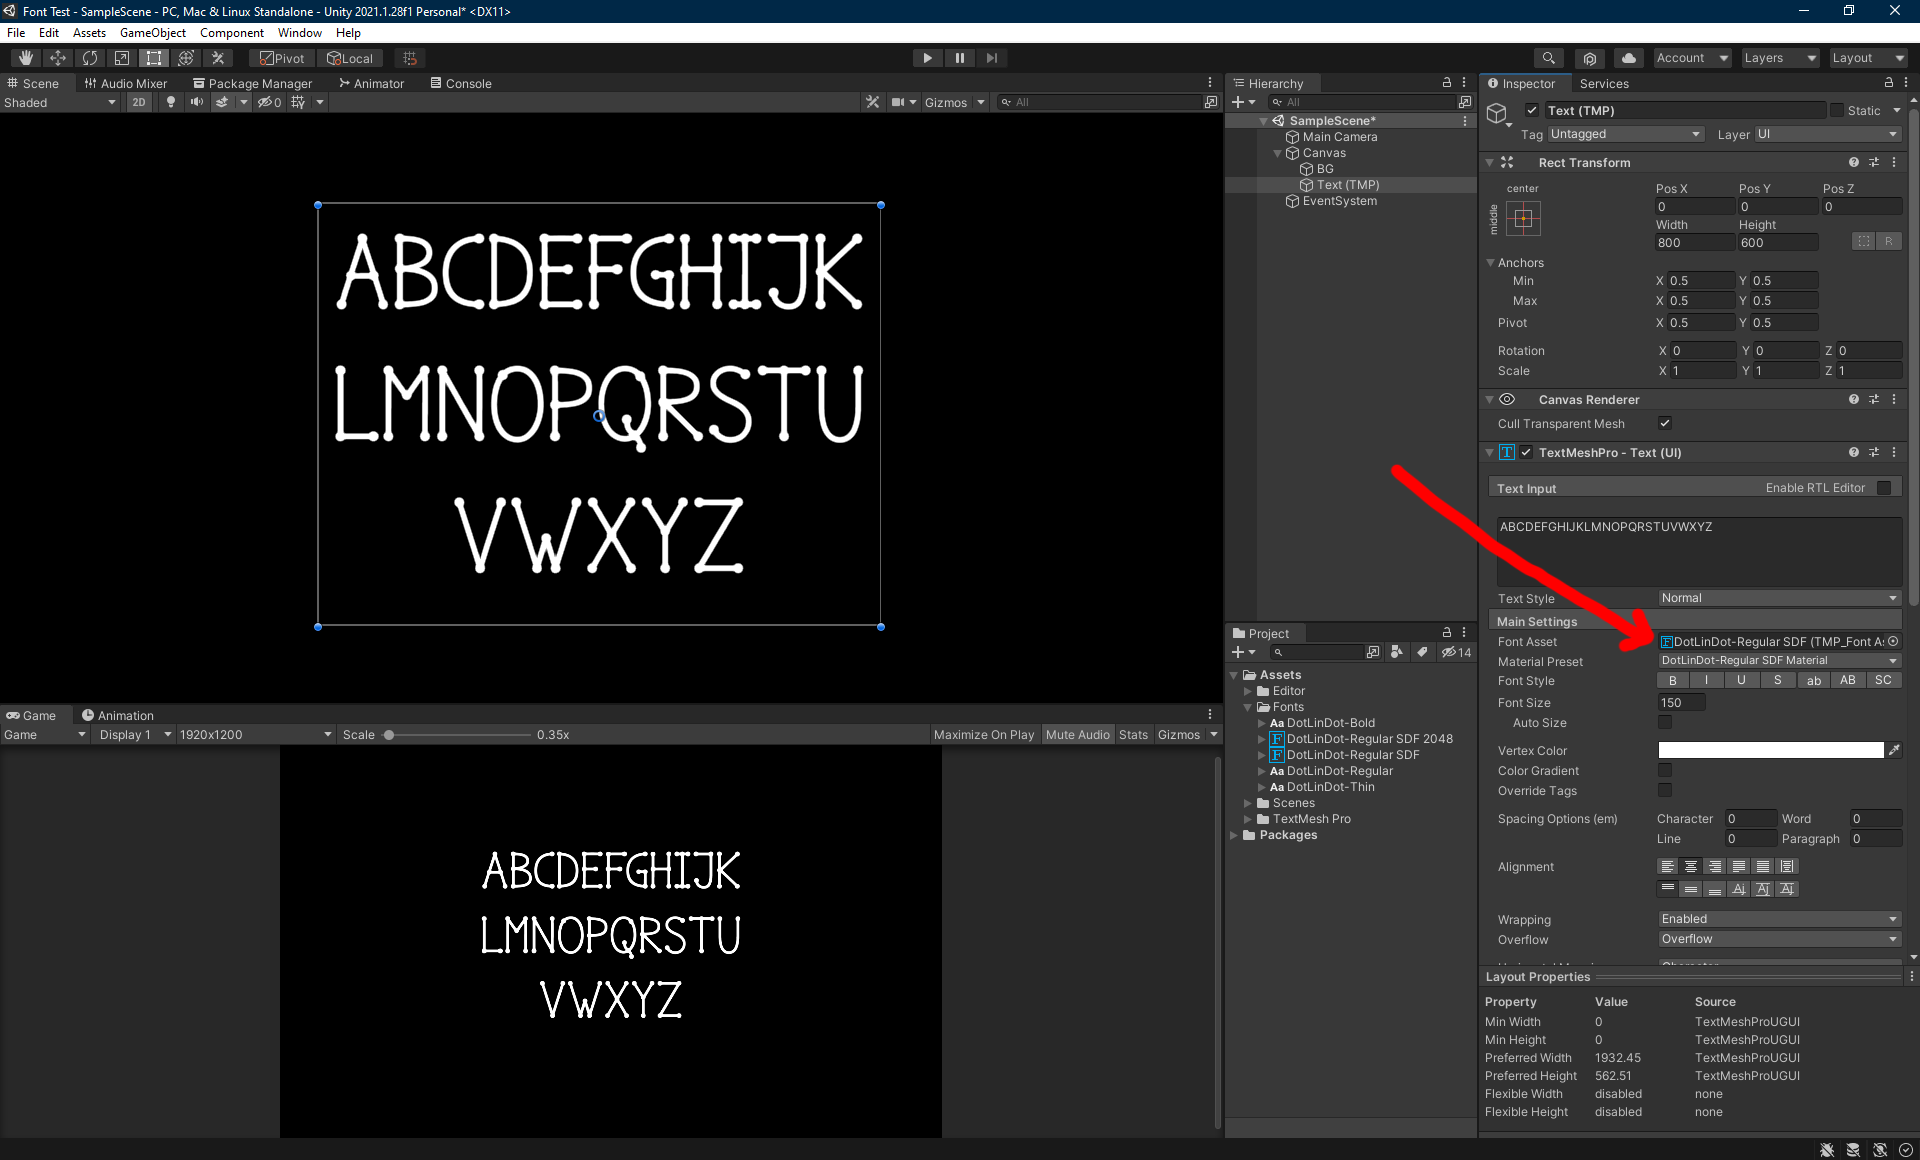 Font Test - SampleScene - PC, Mac & Linux Standalone - Unity 2021.1.28f1 Personal* <DX11>
File Edit Assets GameObject Component Window Help
Pivot Local Account Layers Layout
Scene Audio Mixer Package Manager Animator Console
Shaded 2D 0 Gizmos All
ABCDEFGHIJK
LMNOPQRSTU
VWXYZ
Game Animation
Game Display 1 1920x1200 Scale 0.35x Maximize On Play Mute Audio Stats Gizmos
ABCDEFGHIJK
LMNOPQRSTU
VWXYZ
Hierarchy
All
SampleScene*
Main Camera
Canvas
BG
Text (TMP)
EventSystem
Project
14
Assets
Editor
Fonts
Aa DotLinDot-Bold
F DotLinDot-Regular SDF 2048
F DotLinDot-Regular SDF
Aa DotLinDot-Regular
Aa DotLinDot-Thin
Scenes
TextMesh Pro
Packages
Inspector Services
Text (TMP) Static
Tag Untagged Layer UI
Rect Transform
center
middle
Pos X Pos Y Pos Z
0 0 0
Width Height
800 600 R
Anchors
Min X 0.5 Y 0.5
Max X 0.5 Y 0.5
Pivot X 0.5 Y 0.5
Rotation X 0 Y 0 Z 0
Scale X 1 Y 1 Z 1
Canvas Renderer
Cull Transparent Mesh
T TextMeshPro - Text (UI)
Text Input Enable RTL Editor
ABCDEFGHIJKLMNOPQRSTUVWXYZ
Text Style Normal
Main Settings
Font Asset F DotLinDot-Regular SDF (TMP_Font As
Material Preset DotLinDot-Regular SDF Material
Font Style B I U S ab AB SC
Font Size 150
Auto Size
Vertex Color
Color Gradient
Override Tags
Spacing Options (em) Character 0 Word 0
Line 0 Paragraph 0
Alignment
Wrapping Enabled
Overflow Overflow
Layout Properties
Property Value Source
Min Width 0 TextMeshProUGUI
Min Height 0 TextMeshProUGUI
Preferred Width 1932.45 TextMeshProUGUI
Preferred Height 562.51 TextMeshProUGUI
Flexible Width disabled none
Flexible Height disabled none